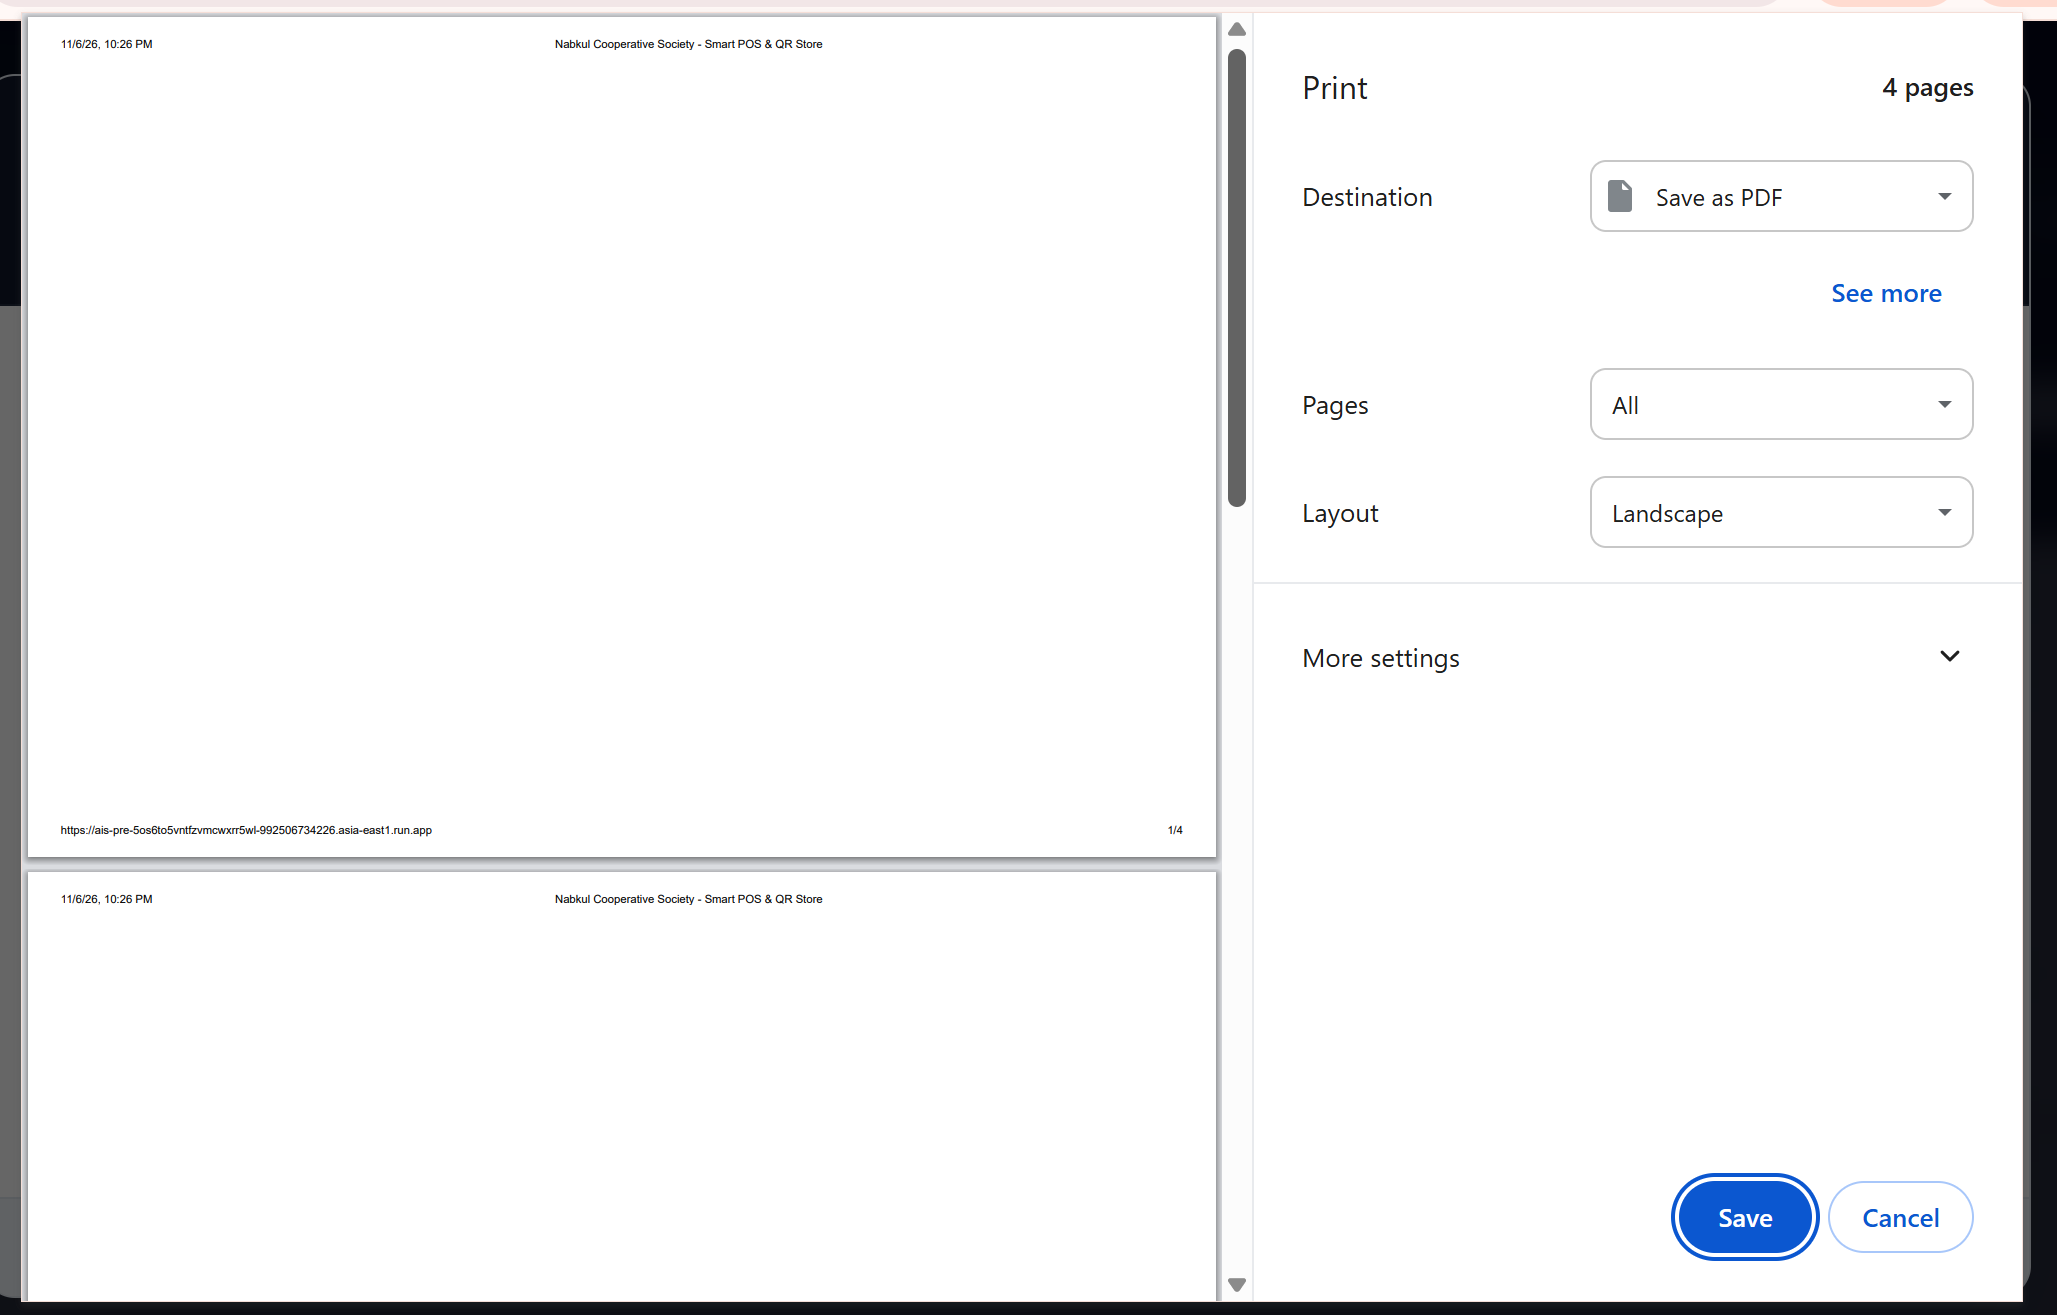 11/6/26, 10:26 PM
Nabkul Cooperative Society - Smart POS & QR Store
https://ais-pre-5os6to5vntfzvmcwxrr5wl-992506734226.asia-east1.run.app
1/4
11/6/26, 10:26 PM
Nabkul Cooperative Society - Smart POS & QR Store
Print
4 pages
Destination
Save as PDF
See more
Pages
All
Layout
Landscape
More settings
Save
Cancel